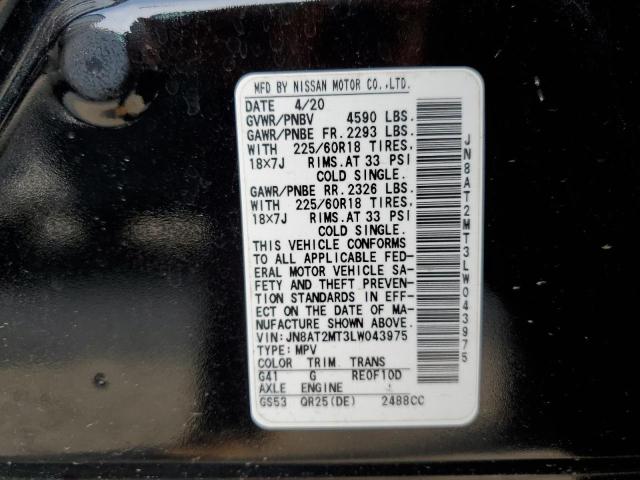 MFD BY NISSAN MOTOR CO.,LTD.
DATE 4/20
GVWR/PNBV 4590 LBS.
GAWR/PNBE FR. 2293 LBS.
WITH 225/60R18 TIRES.
18X7J RIMS.AT 33 PSI
COLD SINGLE.
GAWR/PNBE RR. 2326 LBS.
WITH 225/60R18 TIRES.
18X7J RIMS.AT 33 PSI
COLD SINGLE.
THIS VEHICLE CONFORMS
TO ALL APPLICABLE FED-
ERAL MOTOR VEHICLE SA-
FETY AND THEFT PREVEN-
TION STANDARDS IN EFF-
ECT ON THE DATE OF MA-
NUFACTURE SHOWN ABOVE.
VIN:JN8AT2MT3LW043975
TYPE:MPV
COLOR TRIM TRANS
G41 G RE0F10D
AXLE ENGINE
GS53 QR25(DE) 2488CC
JN8AT2MT3LW043975